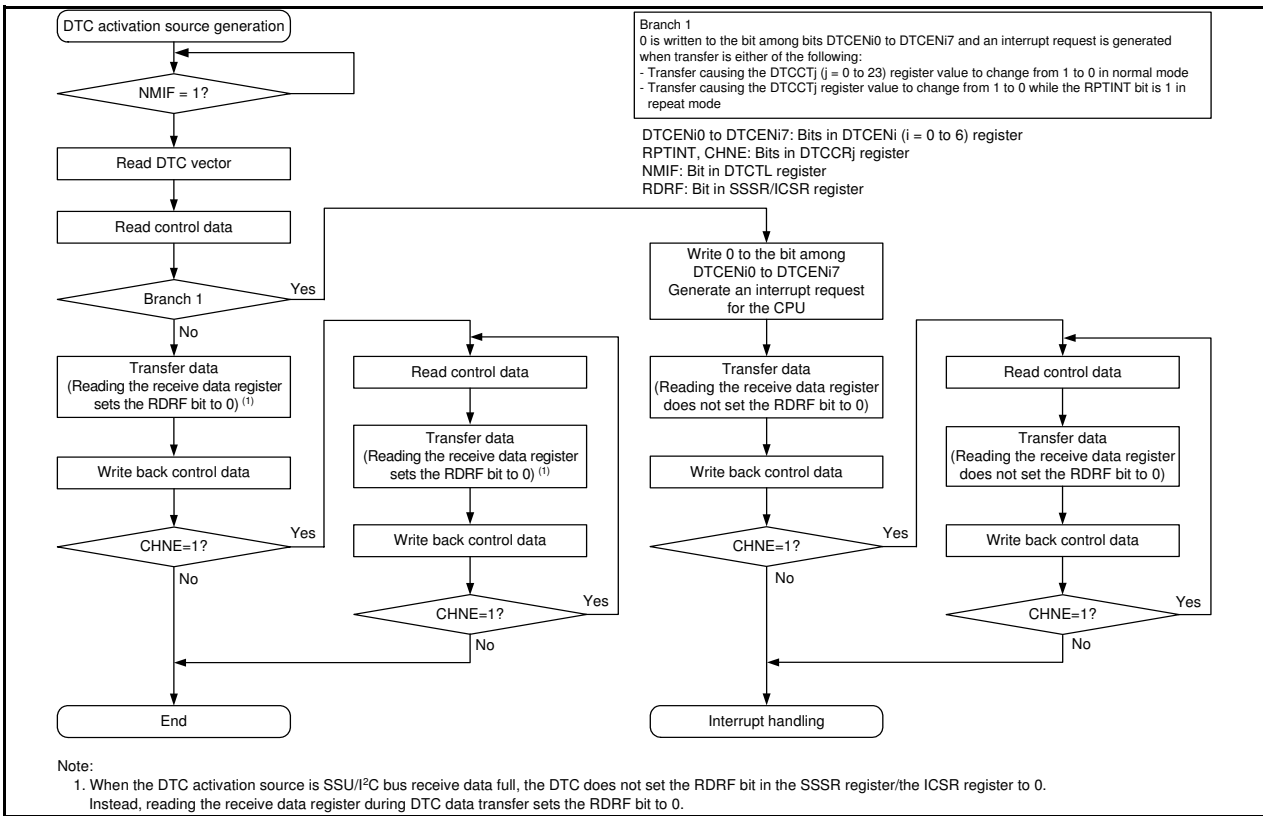 DTC activation source generation
NMIF = 1?
Read DTC vector
Read control data
Branch 1
Yes
No
Transfer data
(Reading the receive data register
sets the RDRF bit to 0) (1)
Write back control data
CHNE=1?
Yes
No
Read control data
Transfer data
(Reading the receive data register
sets the RDRF bit to 0) (1)
Write back control data
CHNE=1?
Yes
No
End
Branch 1
0 is written to the bit among bits DTCENi0 to DTCENi7 and an interrupt request is generated
when transfer is either of the following:
- Transfer causing the DTCCTj (j = 0 to 23) register value to change from 1 to 0 in normal mode
- Transfer causing the DTCCTj register value to change from 1 to 0 while the RPTINT bit is 1 in
repeat mode
DTCENi0 to DTCENi7: Bits in DTCENi (i = 0 to 6) register
RPTINT, CHNE: Bits in DTCCRj register
NMIF: Bit in DTCTL register
RDRF: Bit in SSSR/ICSR register
Write 0 to the bit among
DTCENi0 to DTCENi7
Generate an interrupt request
for the CPU
Transfer data
(Reading the receive data register
does not set the RDRF bit to 0)
Write back control data
CHNE=1?
Yes
No
Read control data
Transfer data
(Reading the receive data register
does not set the RDRF bit to 0)
Write back control data
CHNE=1?
Yes
No
Interrupt handling
Note:
1. When the DTC activation source is SSU/I²C bus receive data full, the DTC does not set the RDRF bit in the SSSR register/the ICSR register to 0.
Instead, reading the receive data register during DTC data transfer sets the RDRF bit to 0.